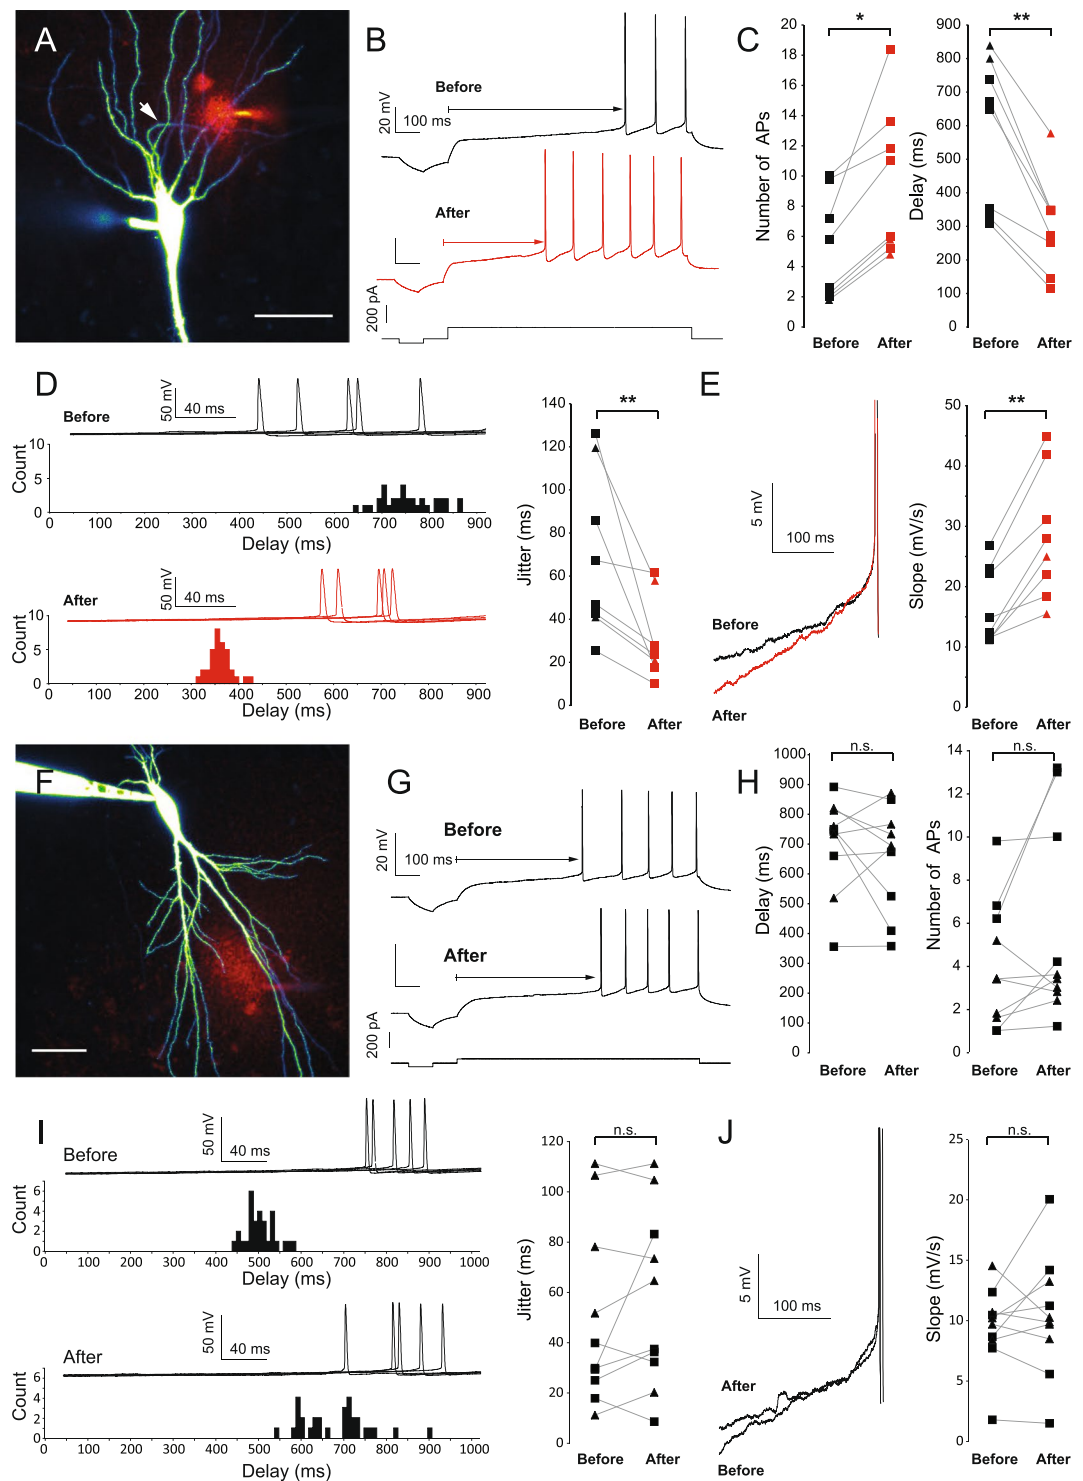 A
B
Before
20 mV
100 ms
After
200 pA
C
Number of APs
20
18
16
14
12
10
8
6
4
2
0
*
Before After
Delay (ms)
900
800
700
600
500
400
300
200
100
0
**
Before After
D
Before
50 mV
40 ms
Count
10
5
0
0 100 200 300 400 500 600 700 800 900
Delay (ms)
After
50 mV
40 ms
Count
10
5
0
0 100 200 300 400 500 600 700 800 900
Delay (ms)
Jitter (ms)
140
120
100
80
60
40
20
0
**
Before After
E
5 mV
100 ms
Before
After
Slope (mV/s)
50
40
30
20
10
0
**
Before After
F
G
Before
20 mV
100 ms
After
200 pA
H
Delay (ms)
1000
900
800
700
600
500
400
300
200
100
0
n.s.
Before After
Number of APs
14
12
10
8
6
4
2
0
n.s.
Before After
I
Before
50 mV
40 ms
Count
6
4
2
0
0 100 200 300 400 500 600 700 800 900 1000
Delay (ms)
After
50 mV
40 ms
Count
6
4
2
0
0 100 200 300 400 500 600 700 800 900 1000
Delay (ms)
Jitter (ms)
120
100
80
60
40
20
0
n.s.
Before After
J
5 mV
100 ms
After
Before
Slope (mV/s)
25
20
15
10
5
0
n.s.
Before After